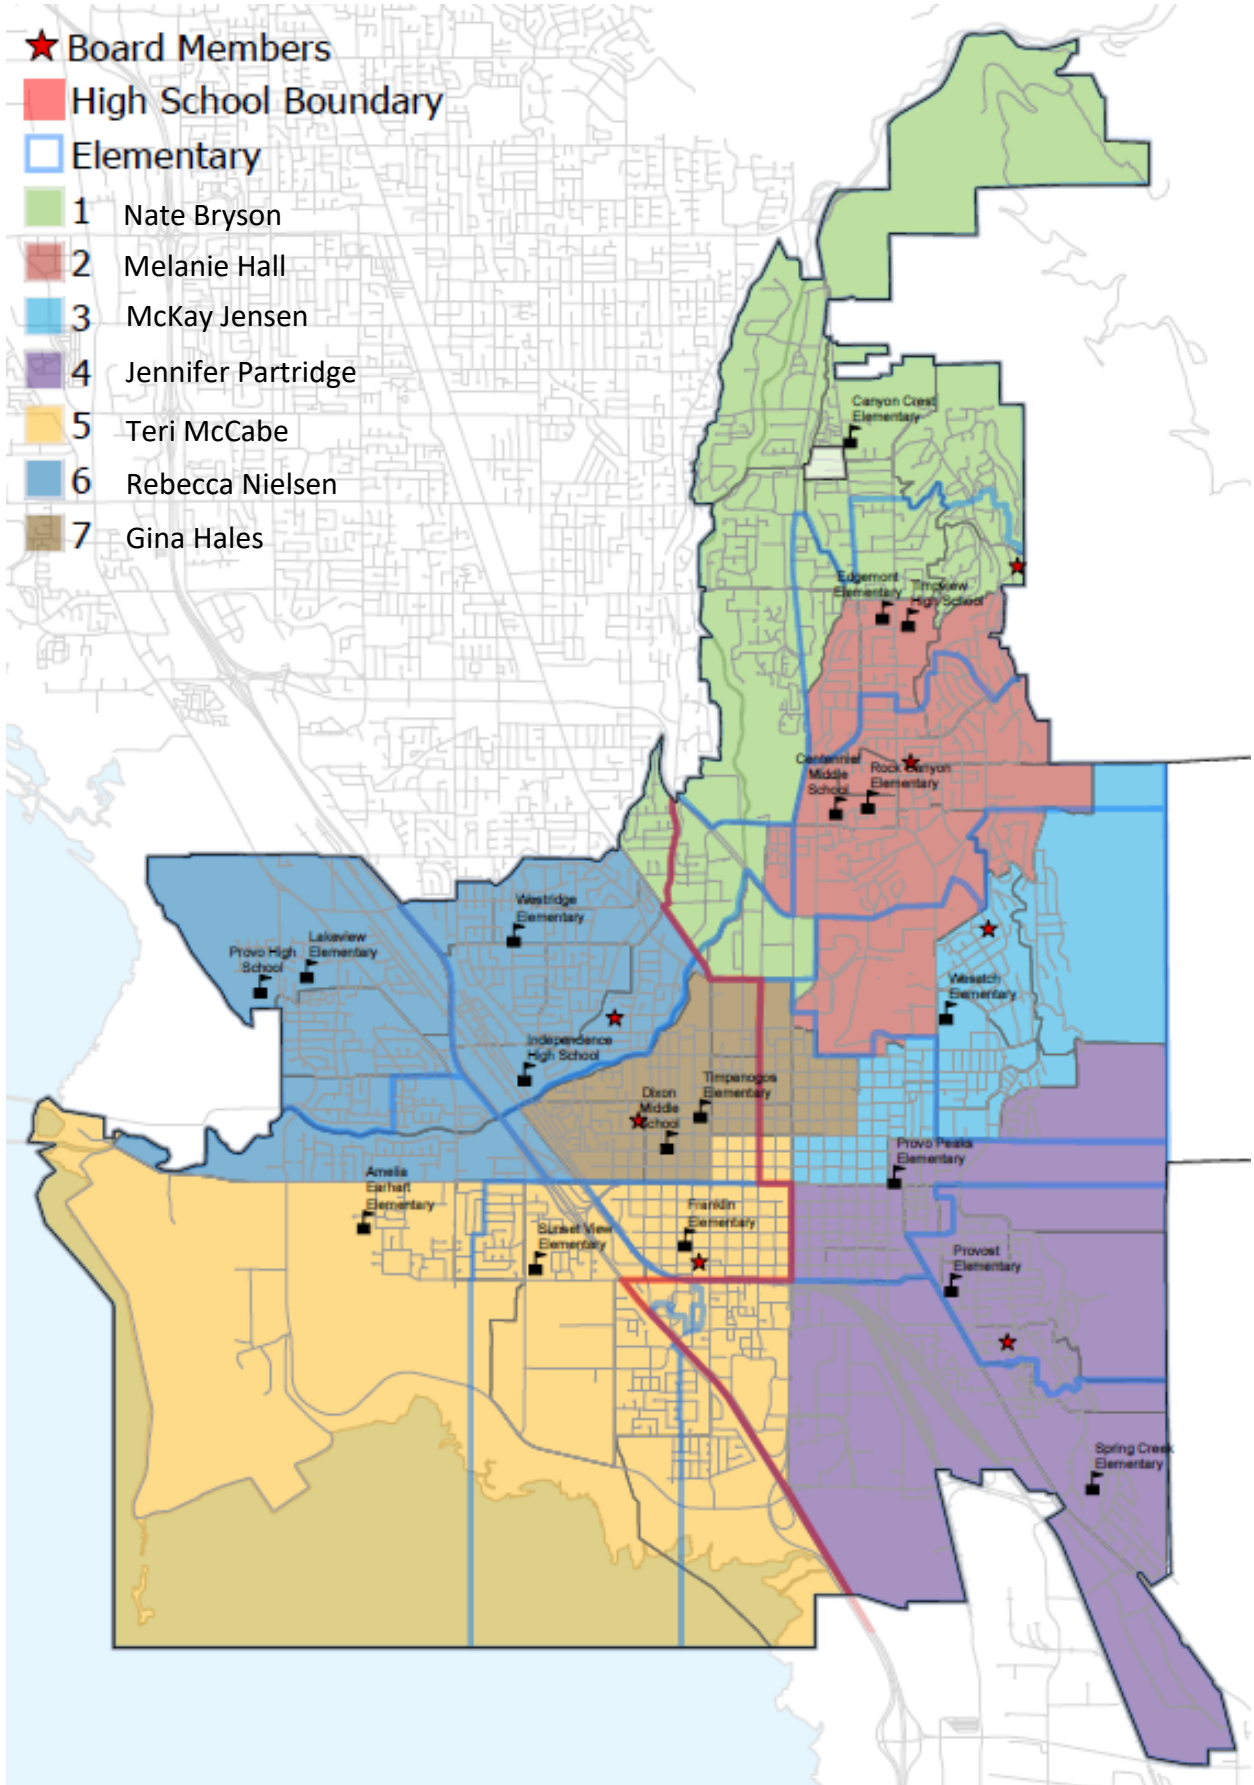 Board Members
High School Boundary
Elementary
1 Nate Bryson
2 Melanie Hall
3 McKay Jensen
4 Jennifer Partridge
5 Teri McCabe
6 Rebecca Nielsen
7 Gina Hales
Canyon Crest
Elementary
Edgemont
Elementary
Timpview
High School
Centennial
Middle
School
Rock Canyon
Elementary
Westridge
Elementary
Lakeview
Elementary
Provo High
School
Wasatch
Elementary
Independence
High School
Timpanogos
Elementary
Dixon
Middle
School
Provo Peaks
Elementary
Amelia
Earhart
Elementary
Franklin
Elementary
Sunset View
Elementary
Provost
Elementary
Spring Creek
Elementary